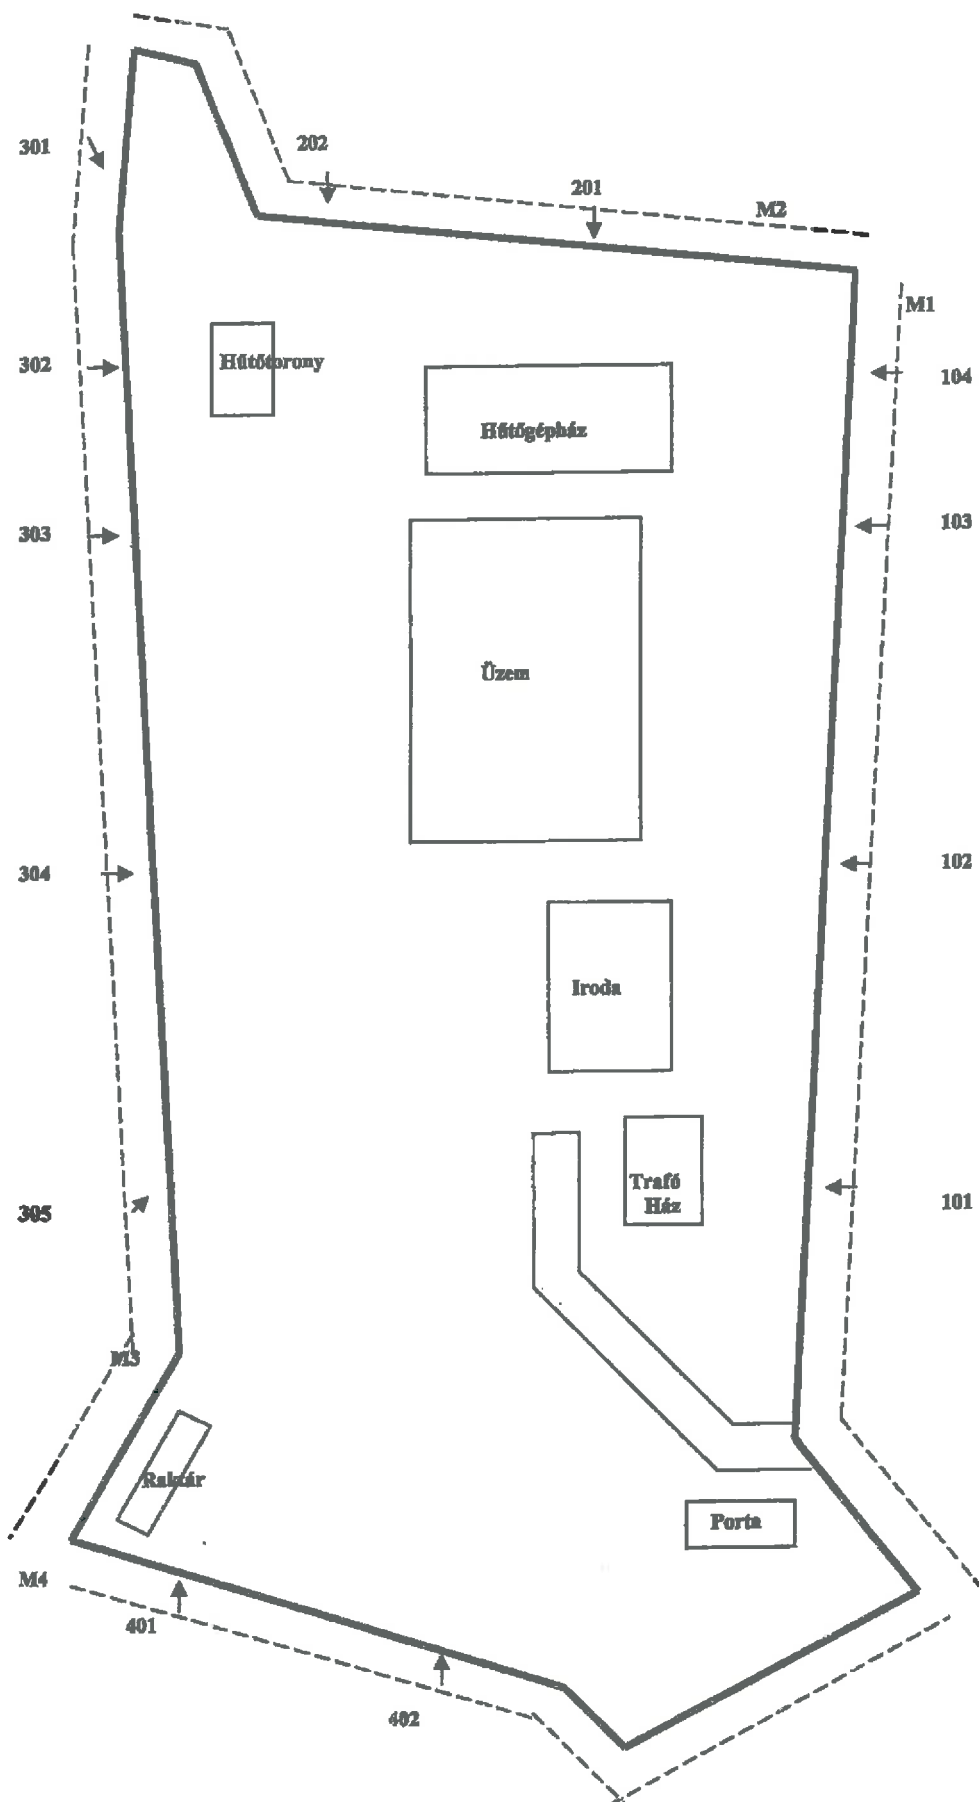 202
301
201
M2
M1
302
Hűtőtorony
104
Hűtőgépház
303
103
Üzem
304
102
Iroda
Trafó
Ház
305
101
M3
Raktár
Porta
M4
401
402